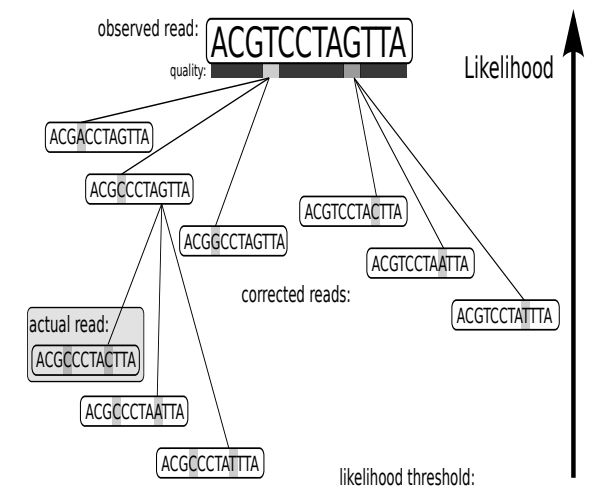 observed read:
ACGTCCTAGTTA
quality:
Likelihood
ACGACCTAGTTA
ACGCCCTAGTTA
ACGTCCTACTTA
ACGGCCTAGTTA
ACGTCCTAATTA
corrected reads:
ACGTCCTATTTA
actual read:
ACGCCCTACTTA
ACGCCCTAATTA
ACGCCCTATTTA
likelihood threshold: